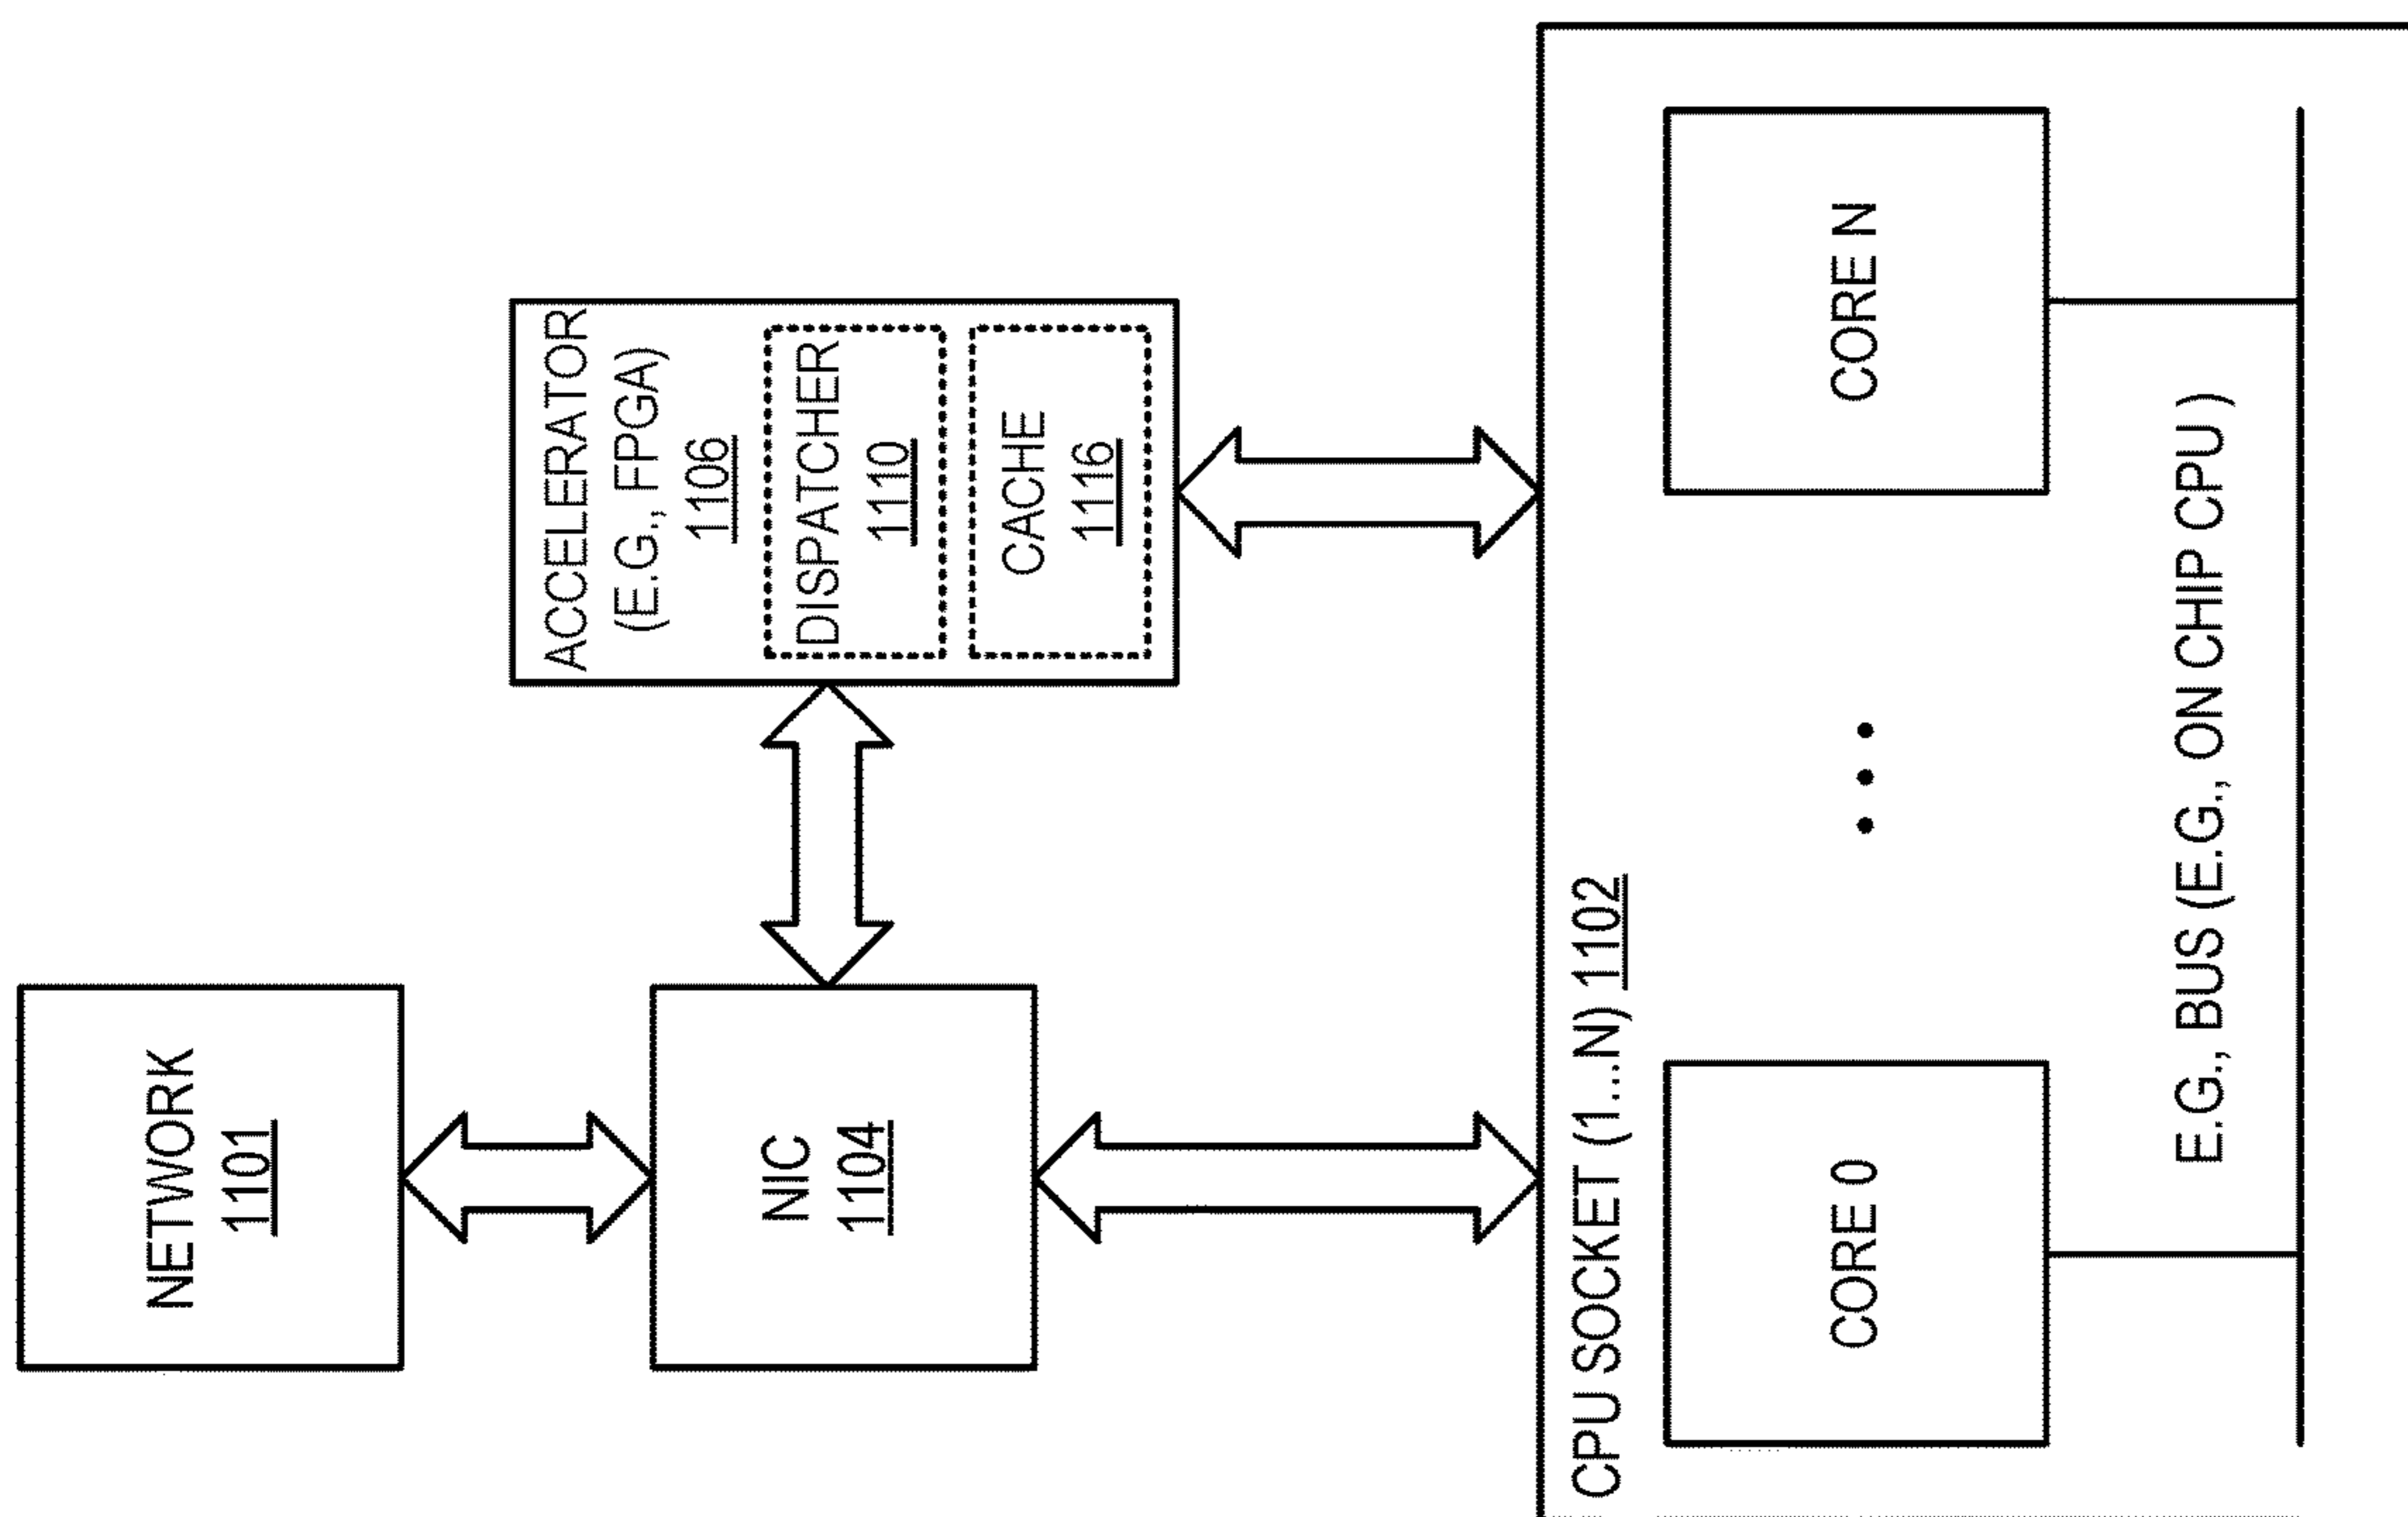 NETWORK
1101
NIC
1104
ACCELERATOR
(E.G., FPGA)
1106
DISPATCHER
1110
CACHE
1116
CPU SOCKET (1...N) 1102
CORE 0
CORE N
E.G., BUS (E.G., ON CHIP CPU )